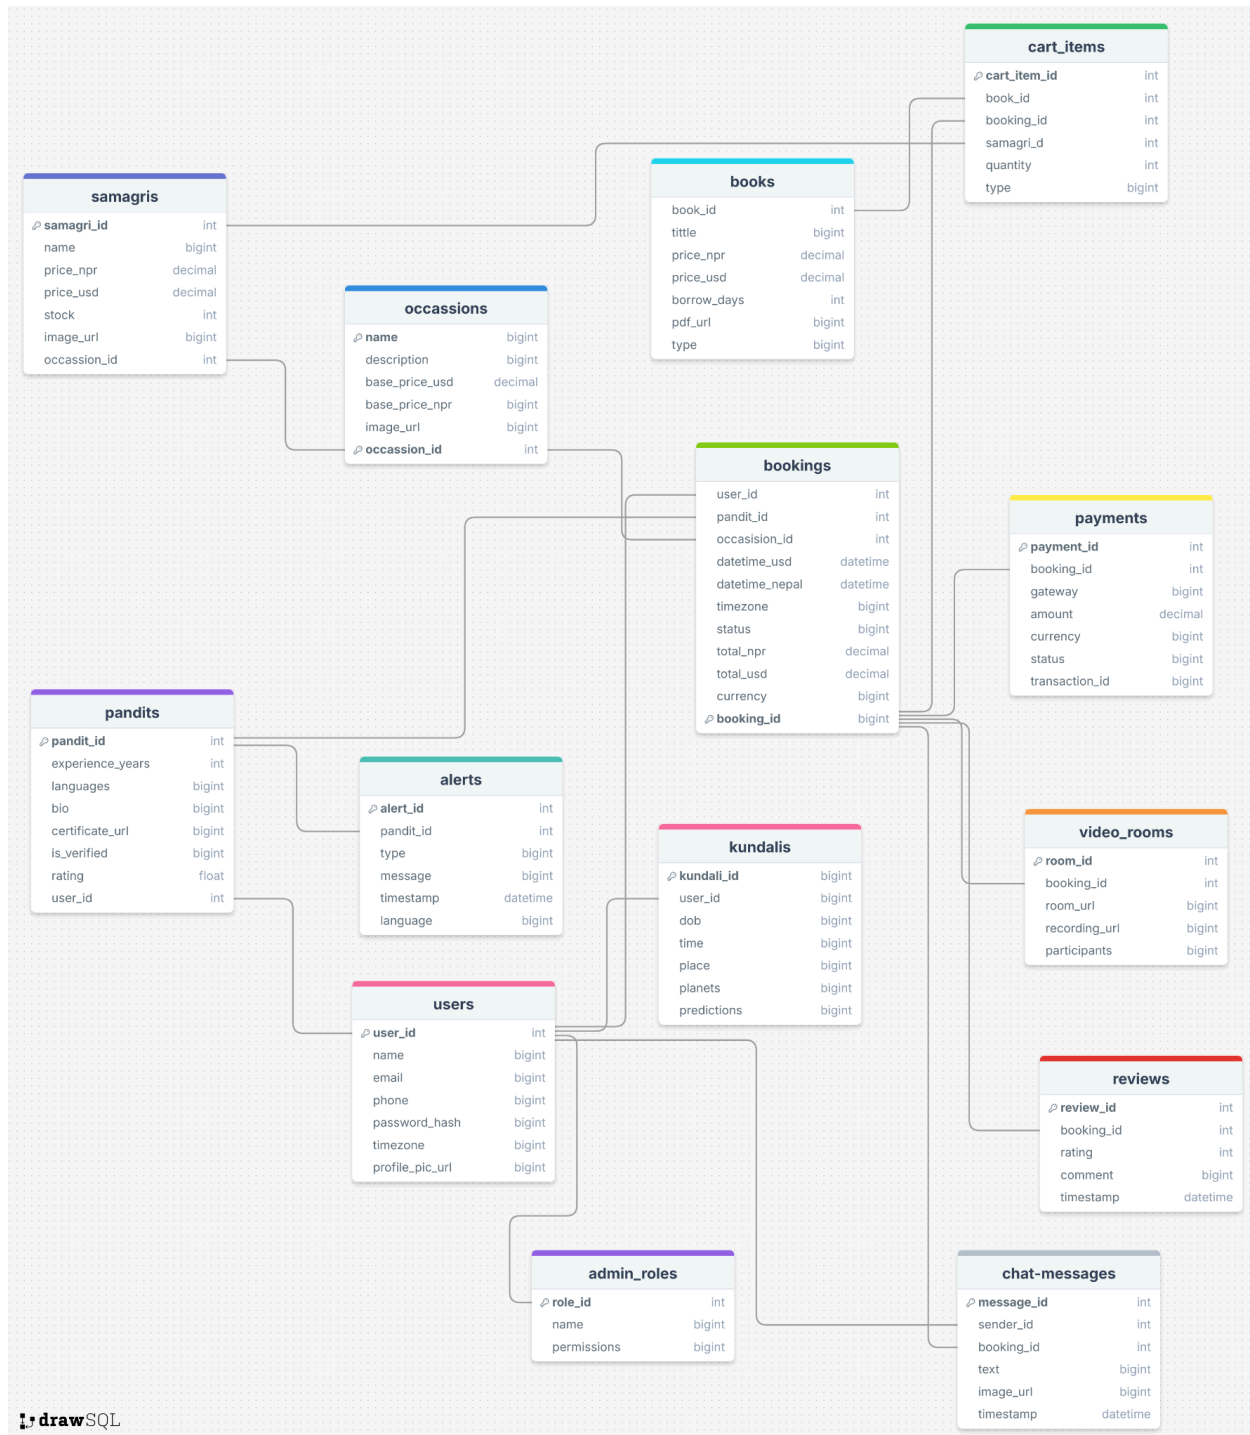 cart_items
cart_item_id int
book_id int
booking_id int
samagri_d int
quantity int
type bigint
books
book_id int
tittle bigint
price_npr decimal
price_usd decimal
borrow_days int
pdf_url bigint
type bigint
samagris
samagri_id int
name bigint
price_npr decimal
price_usd decimal
stock int
image_url bigint
occassion_id int
occassions
name bigint
description bigint
base_price_usd decimal
base_price_npr bigint
image_url bigint
occassion_id int
bookings
user_id int
pandit_id int
occasision_id int
datetime_usd datetime
datetime_nepal datetime
timezone bigint
status bigint
total_npr decimal
total_usd decimal
currency bigint
booking_id bigint
payments
payment_id int
booking_id int
gateway bigint
amount decimal
currency bigint
status bigint
transaction_id bigint
pandits
pandit_id int
experience_years int
languages bigint
bio bigint
certificate_url bigint
is_verified bigint
rating float
user_id int
alerts
alert_id int
pandit_id int
type bigint
message bigint
timestamp datetime
language bigint
kundalis
kundali_id bigint
user_id bigint
dob bigint
time bigint
place bigint
planets bigint
predictions bigint
video_rooms
room_id int
booking_id int
room_url bigint
recording_url bigint
participants bigint
users
user_id int
name bigint
email bigint
phone bigint
password_hash bigint
timezone bigint
profile_pic_url bigint
reviews
review_id int
booking_id int
rating int
comment bigint
timestamp datetime
admin_roles
role_id int
name bigint
permissions bigint
chat-messages
message_id int
sender_id int
booking_id int
text bigint
image_url bigint
timestamp datetime
drawSQL